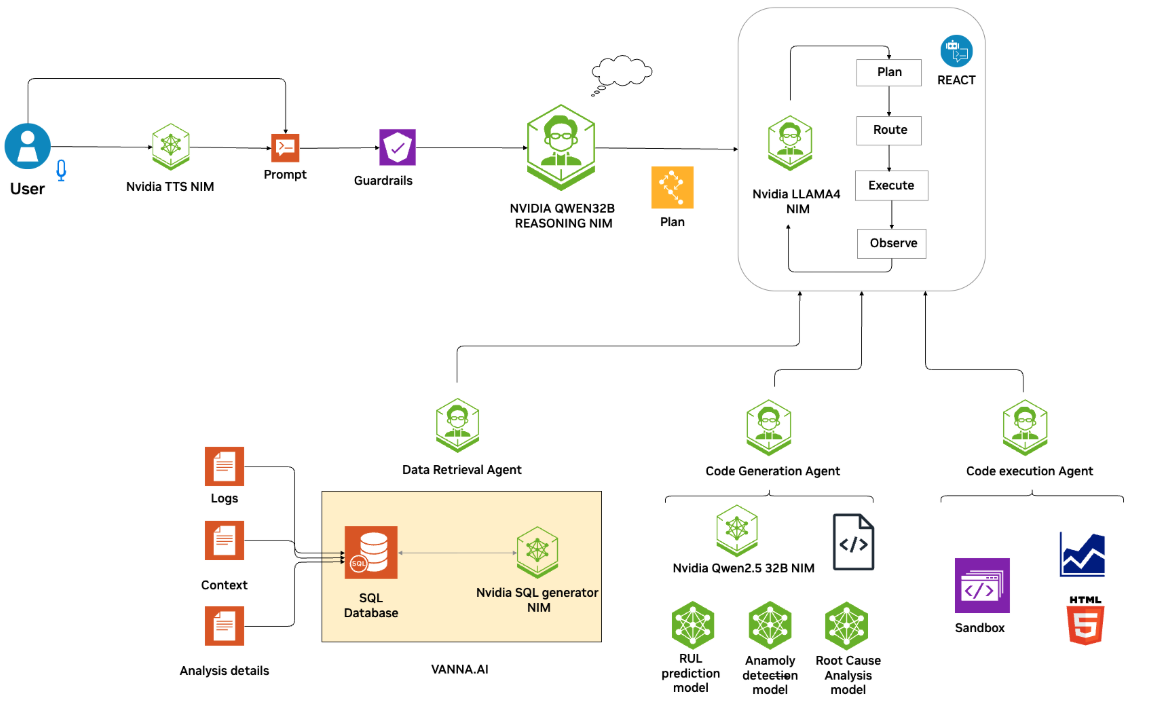 User
Nvidia TTS NIM
Prompt
Guardrails
NVIDIA QWEN32B
REASONING NIM
Plan
Nvidia LLAMA4
NIM
Plan
Route
Execute
Observe
REACT
Data Retrieval Agent
Code Generation Agent
Code execution Agent
Logs
Context
Analysis details
SQL
SQL
Database
Nvidia SQL generator
NIM
VANNA.AI
Nvidia Qwen2.5 32B NIM
</>
RUL
prediction
model
Anamoly
detection
model
Root Cause
Analysis
model
</>
Sandbox
HTML
5